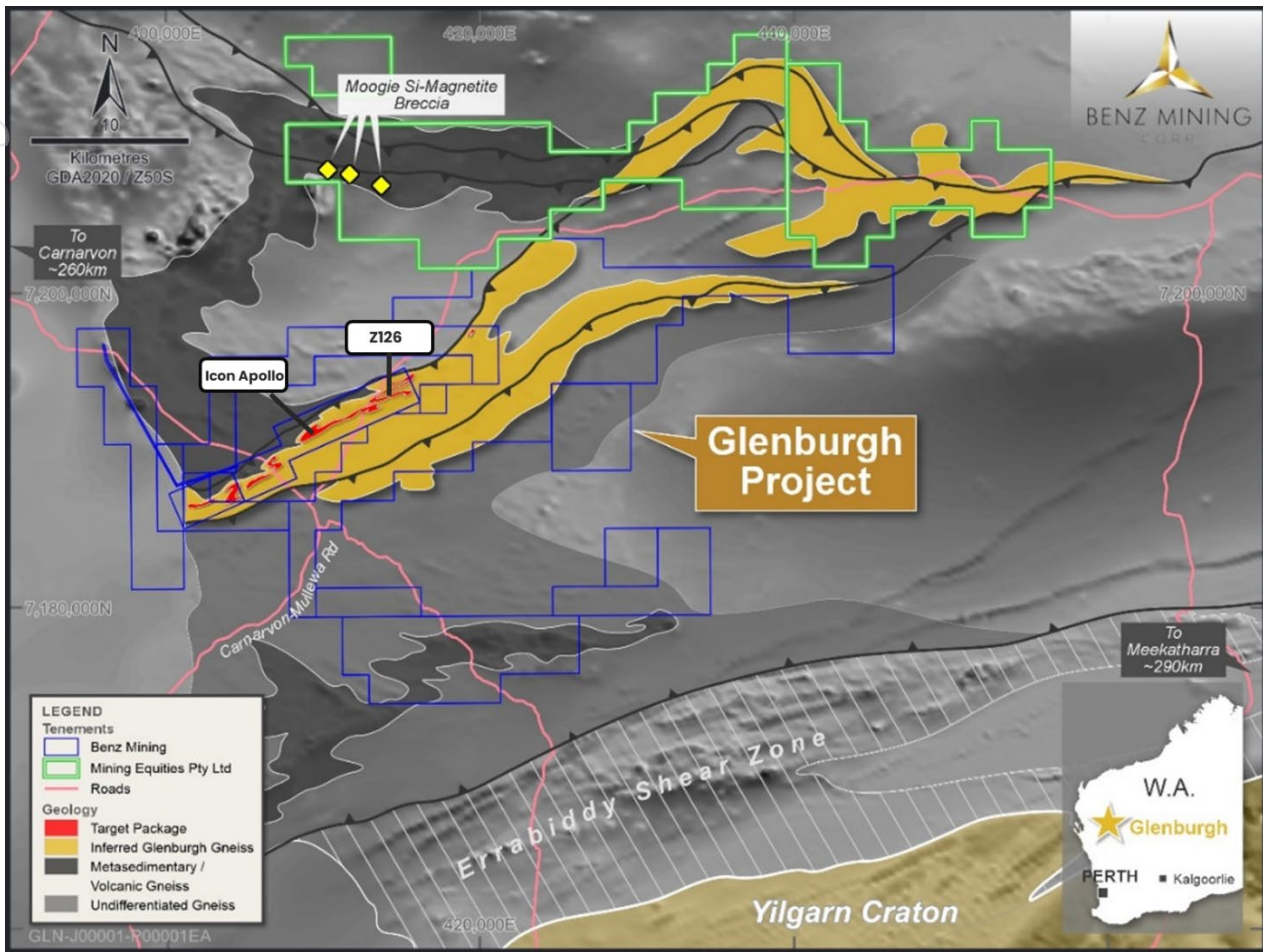 400,000E
420,000E
440,000E
N
10
Kilometres
GDA2020 / Z50S
Moogie Si-Magnetite
Breccia
BENZ MINING
CORP
To
Carnarvon
~260km
7,200,000N
7,200,000N
Z126
Icon Apollo
Glenburgh
Project
7,180,000N
Carnarvon-Mullewa Rd
To
Meekatharra
~290km
Errabiddy Shear Zone
LEGEND
Tenements
Benz Mining
Mining Equities Pty Ltd
Roads
Geology
Target Package
Inferred Glenburgh Gneiss
Metasedimentary /
Volcanic Gneiss
Undifferentiated Gneiss
W.A.
Glenburgh
PERTH
Kalgoorlie
420,000E
Yilgarn Craton
GLN-J00001-P00001EA